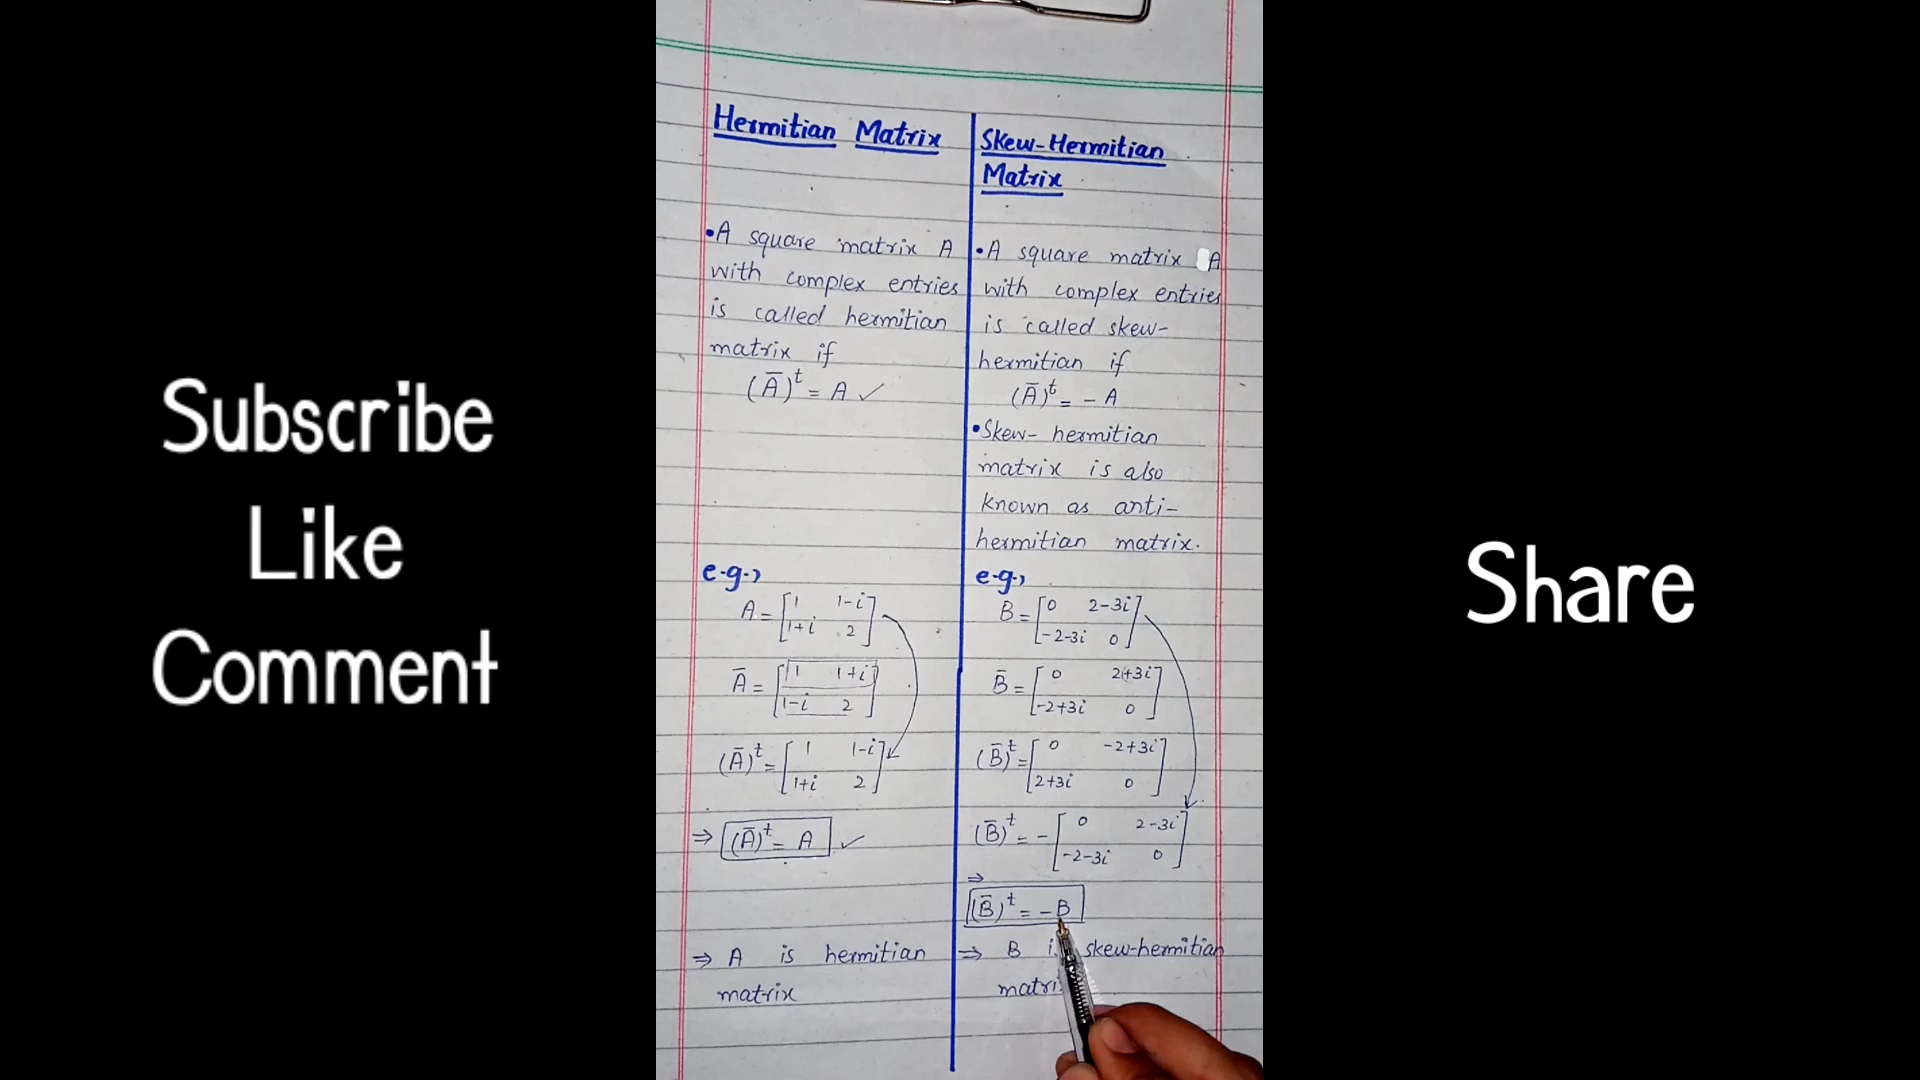 Subscribe
Like
Comment
Hermitian Matrix
•A square matrix A
with complex entries
is called hermitian
matrix if
(Ā)ᵗ = A ✓
e.g.,
A = [1 1-i
1+i 2]
Ā = [1 1+i
1-i 2]
(Ā)ᵗ = [1 1-i
1+i 2]
⇒ (Ā)ᵗ = A ✓
⇒ A is hermitian
matrix
Skew-Hermitian
Matrix
•A square matrix A
with complex entries
is called skew-
hermitian if
(Ā)ᵗ = - A
•Skew-hermitian
matrix is also
known as anti-
hermitian matrix.
e.g.,
B = [0 2-3i
-2-3i 0]
B̄ = [0 2+3i
-2+3i 0]
(B̄)ᵗ = [0 -2+3i
2+3i 0]
(B̄)ᵗ = -[0 2-3i
-2-3i 0]
⇒
(B̄)ᵗ = -B
⇒ B skew-hermitian
Share